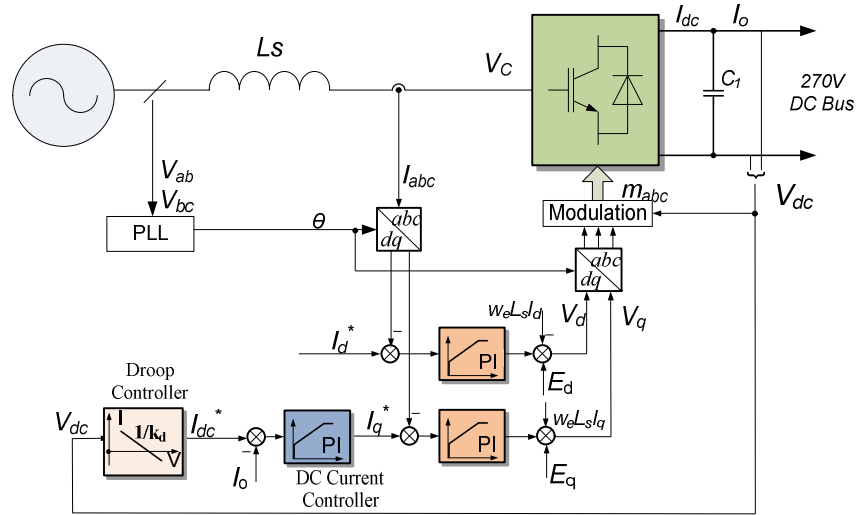 Ls
V_C
I_dc
I_o
C_1
270V
DC Bus
V_ab
V_bc
I_abc
m_abc
V_dc
PLL
θ
abc
dq
Modulation
abc
dq
w_eL_sI_d
V_d
V_q
I_d*
−
−
PI
E_d
Droop
Controller
V_dc
I
1/k_d
V
I_dc*
−
I_o
PI
I_q*
−
PI
w_eL_sI_q
E_q
DC Current
Controller